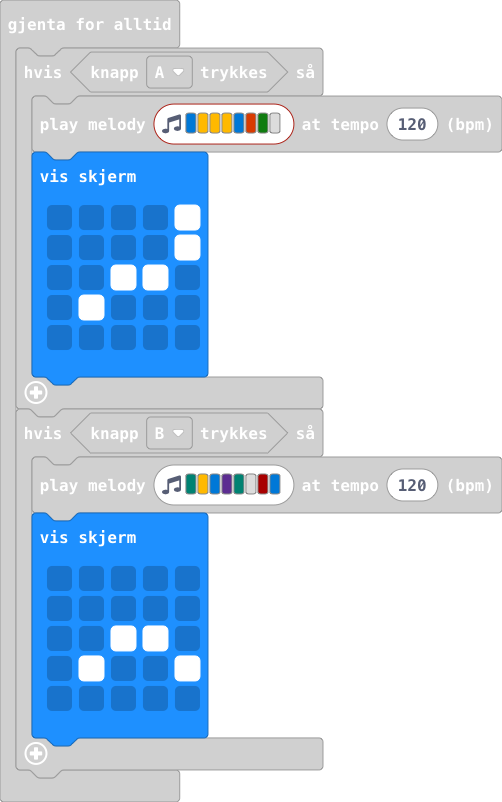 gjenta for alltid
hvis knapp A trykkes så
play melody at tempo 120 (bpm)
vis skjerm
hvis knapp B trykkes så
play melody at tempo 120 (bpm)
vis skjerm